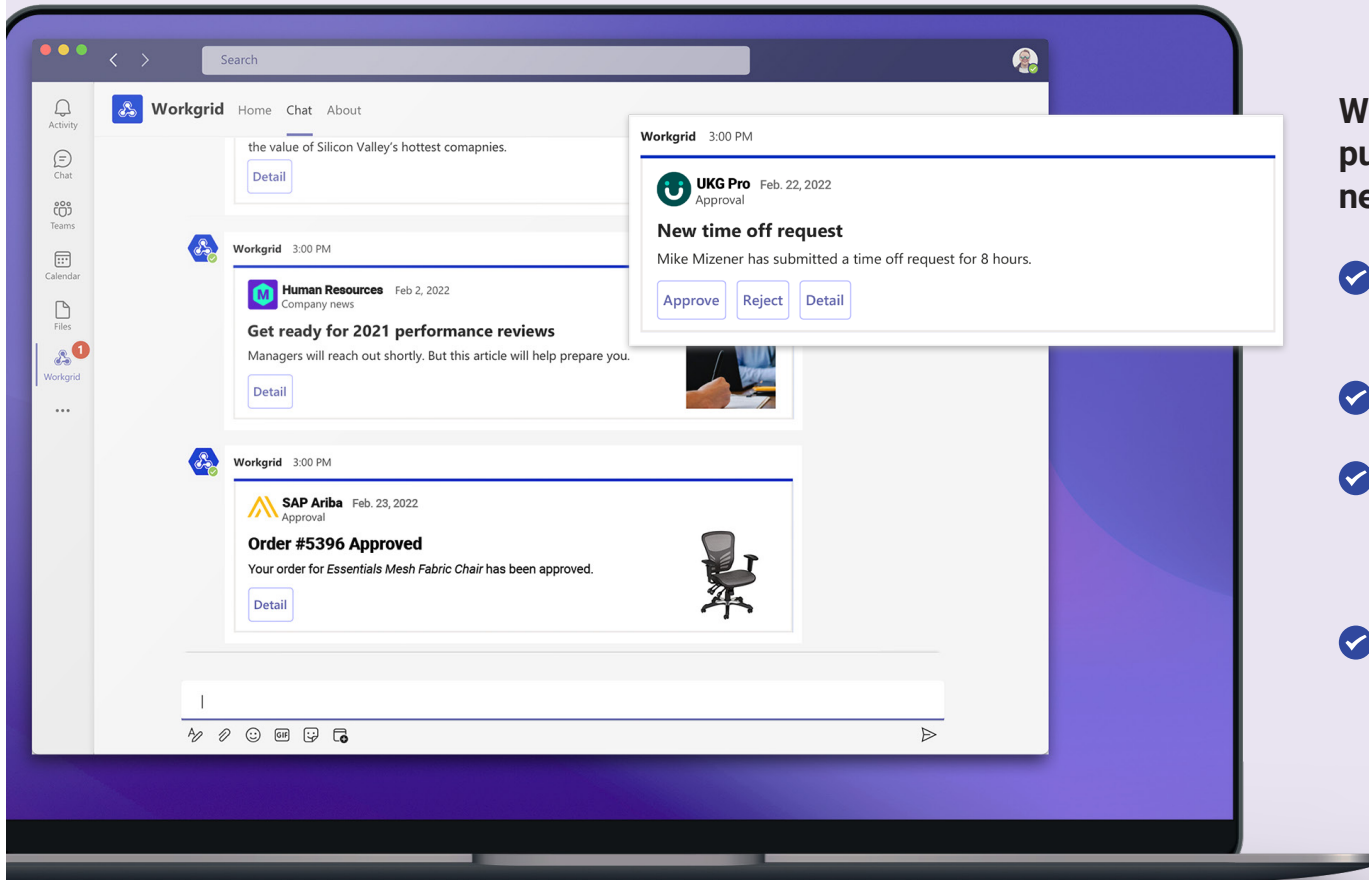 Search
Activity
Chat
Teams
Calendar
Files
1
Workgrid
Workgrid Home Chat About
the value of Silicon Valley's hottest comapnies.
Detail
Workgrid 3:00 PM
M
Human Resources Feb 2, 2022
Company news
Get ready for 2021 performance reviews
Managers will reach out shortly. But this article will help prepare you.
Detail
Workgrid 3:00 PM
SAP Ariba Feb. 23, 2022
Approval
Order #5396 Approved
Your order for Essentials Mesh Fabric Chair has been approved.
Detail
GIF
Workgrid 3:00 PM
UKG Pro Feb. 22, 2022
Approval
New time off request
Mike Mizener has submitted a time off request for 8 hours.
Approve Reject Detail